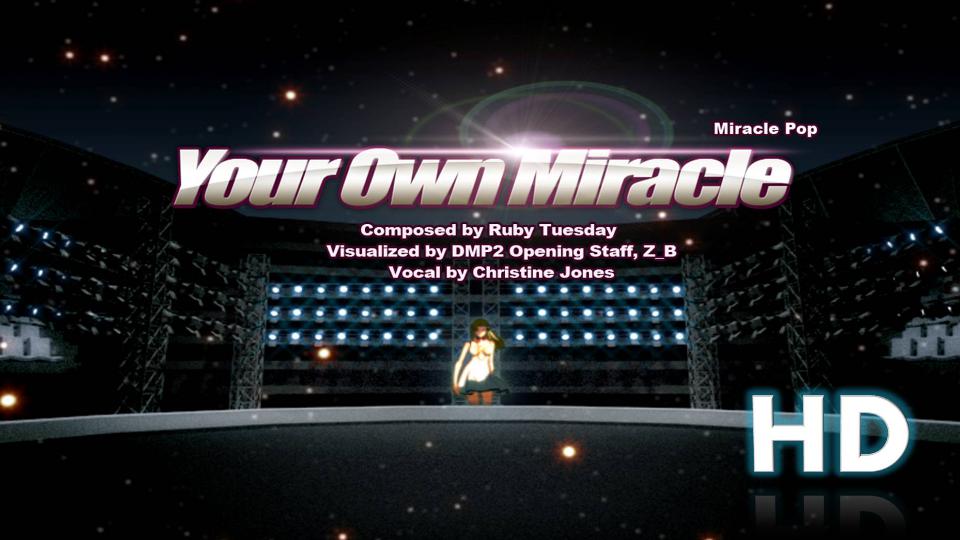 Miracle Pop
Your Own Miracle
Composed by Ruby Tuesday
Visualized by DMP2 Opening Staff, Z_B
Vocal by Christine Jones
HD